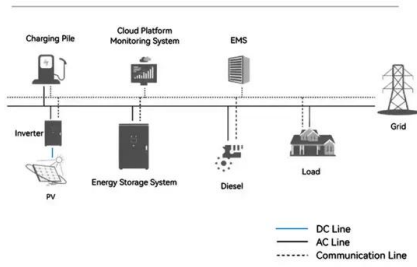 Charging Pile
Cloud Platform
Monitoring System
EMS
Grid
Inverter
PV
Energy Storage System
Diesel
Load
DC Line
AC Line
Communication Line